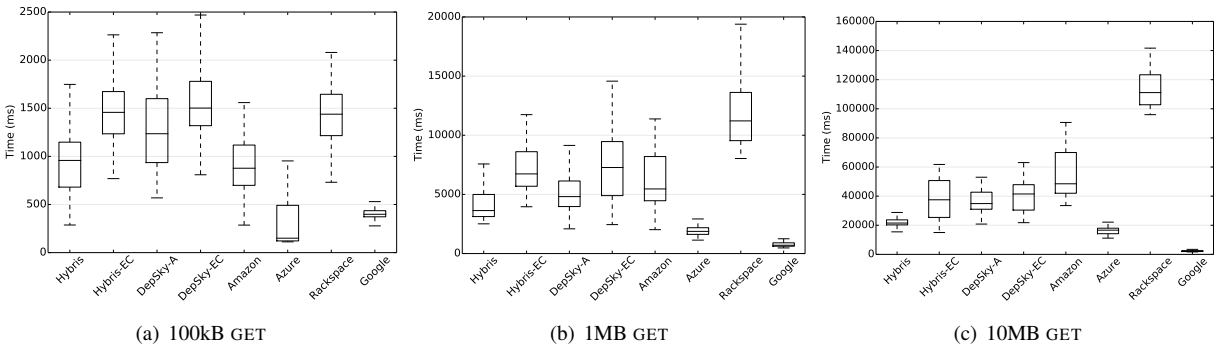 2500
2000
1500
1000
500
0
Time (ms)
Hybris
Hybris-EC
DepSky-A
DepSky-EC
Amazon
Azure
Rackspace
Google
(a) 100kB GET
20000
15000
10000
5000
0
Time (ms)
Hybris
Hybris-EC
DepSky-A
DepSky-EC
Amazon
Azure
Rackspace
Google
(b) 1MB GET
160000
140000
120000
100000
80000
60000
40000
20000
0
Time (ms)
Hybris
Hybris-EC
DepSky-A
DepSky-EC
Amazon
Azure
Rackspace
Google
(c) 10MB GET